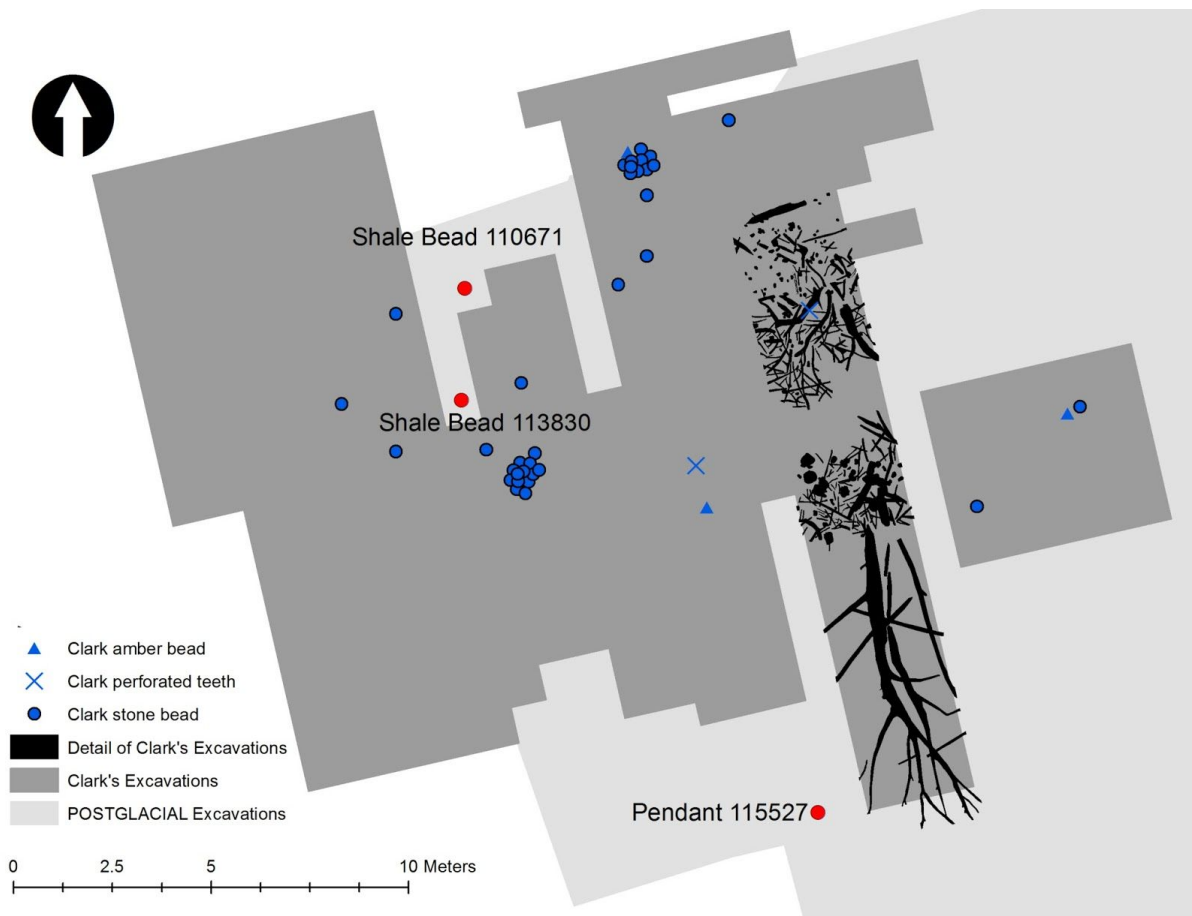 Shale Bead 110671
Shale Bead 113830
Clark amber bead
Clark perforated teeth
Clark stone bead
Detail of Clark's Excavations
Clark's Excavations
POSTGLACIAL Excavations
Pendant 115527
0 2.5 5 10 Meters